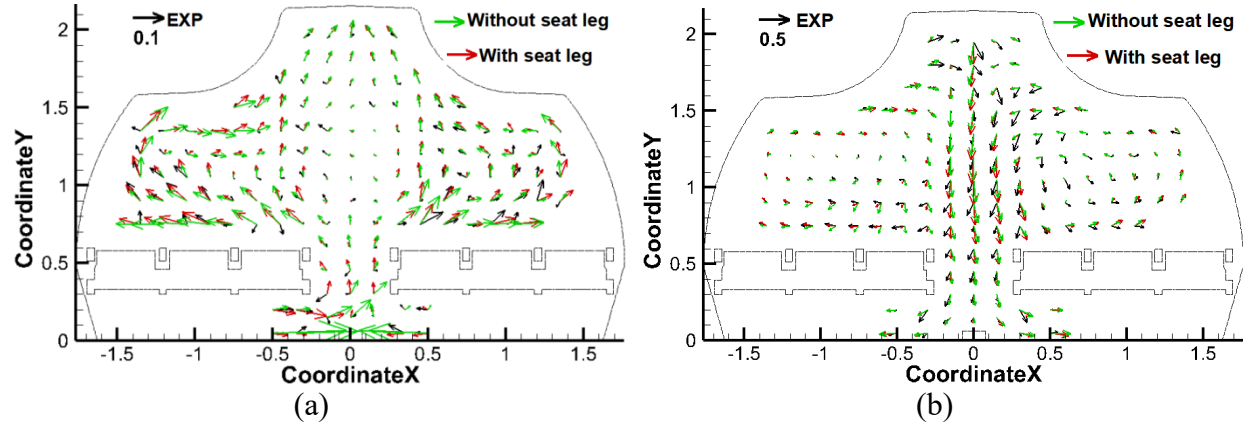 EXP
0.1
Without seat leg
With seat leg
CoordinateY
2
1.5
1
0.5
0
-1.5 -1 -0.5 0 0.5 1 1.5
CoordinateX
(a)
EXP
0.5
Without seat leg
With seat leg
CoordinateY
2
1.5
1
0.5
0
-1.5 -1 -0.5 0 0.5 1 1.5
CoordinateX
(b)